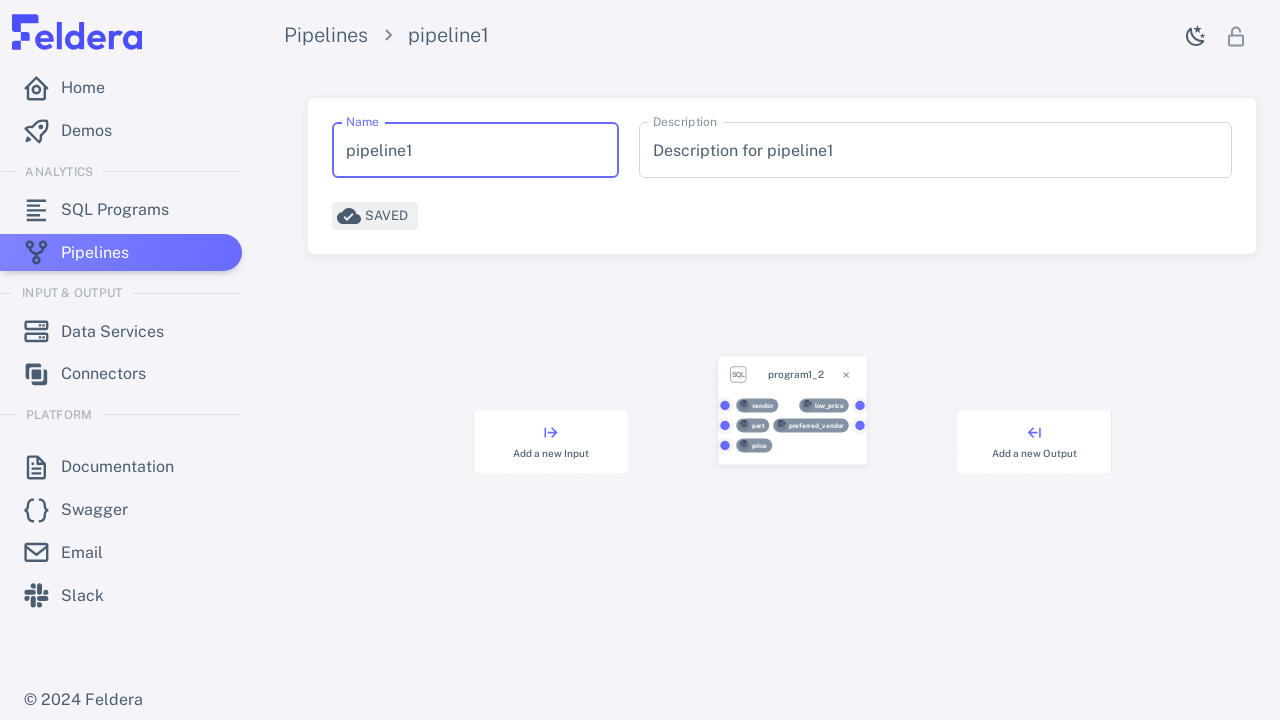 Feldera
Home
Demos
ANALYTICS
SQL Programs
Pipelines
INPUT & OUTPUT
Data Services
Connectors
PLATFORM
Documentation
Swagger
Email
Slack
© 2024 Feldera
Pipelines > pipeline1
Name
pipeline1
Description
Description for pipeline1
SAVED
Add a new Input
SQL program1_2 ×
vendor low_price
part preferred_vendor
price
Add a new Output